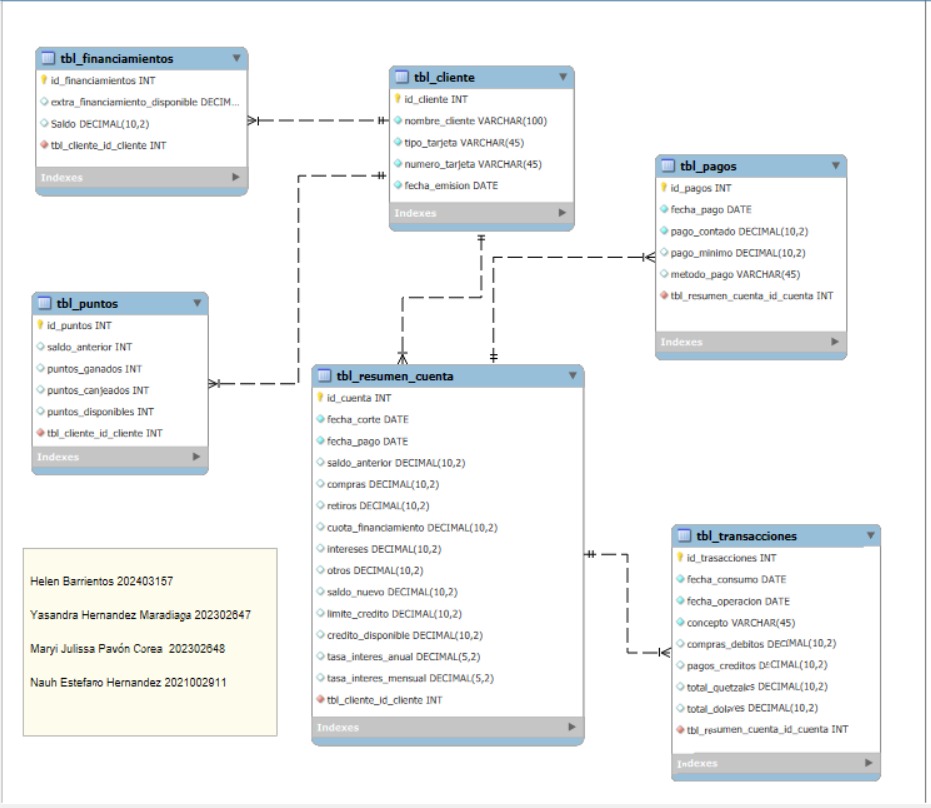 tbl_financiamientos
id_financiamientos INT
extra_financiamiento_disponible DECIM...
Saldo DECIMAL(10,2)
tbl_cliente_id_cliente INT
Indexes
tbl_cliente
id_cliente INT
nombre_cliente VARCHAR(100)
tipo_tarjeta VARCHAR(45)
numero_tarjeta VARCHAR(45)
fecha_emision DATE
Indexes
tbl_pagos
id_pagos INT
fecha_pago DATE
pago_contado DECIMAL(10,2)
pago_minimo DECIMAL(10,2)
metodo_pago VARCHAR(45)
tbl_resumen_cuenta_id_cuenta INT
Indexes
tbl_puntos
id_puntos INT
saldo_anterior INT
puntos_ganados INT
puntos_canjeados INT
puntos_disponibles INT
tbl_cliente_id_cliente INT
Indexes
tbl_resumen_cuenta
id_cuenta INT
fecha_corte DATE
fecha_pago DATE
saldo_anterior DECIMAL(10,2)
compras DECIMAL(10,2)
retiros DECIMAL(10,2)
cuota_financiamiento DECIMAL(10,2)
intereses DECIMAL(10,2)
otros DECIMAL(10,2)
saldo_nuevo DECIMAL(10,2)
limite_credito DECIMAL(10,2)
credito_disponible DECIMAL(10,2)
tasa_interes_anual DECIMAL(5,2)
tasa_interes_mensual DECIMAL(5,2)
tbl_cliente_id_cliente INT
Indexes
tbl_transacciones
id_trasacciones INT
fecha_consumo DATE
fecha_operacion DATE
concepto VARCHAR(45)
compras_debitos DECIMAL(10,2)
pagos_creditos DECIMAL(10,2)
total_quetzales DECIMAL(10,2)
total_dolares DECIMAL(10,2)
tbl_resumen_cuenta_id_cuenta INT
Indexes
Helen Barrientos 202403157
Yasandra Hernandez Maradiaga 202302647
Maryi Julissa Pavón Corea 202302648
Nauh Estefano Hernandez 2021002911